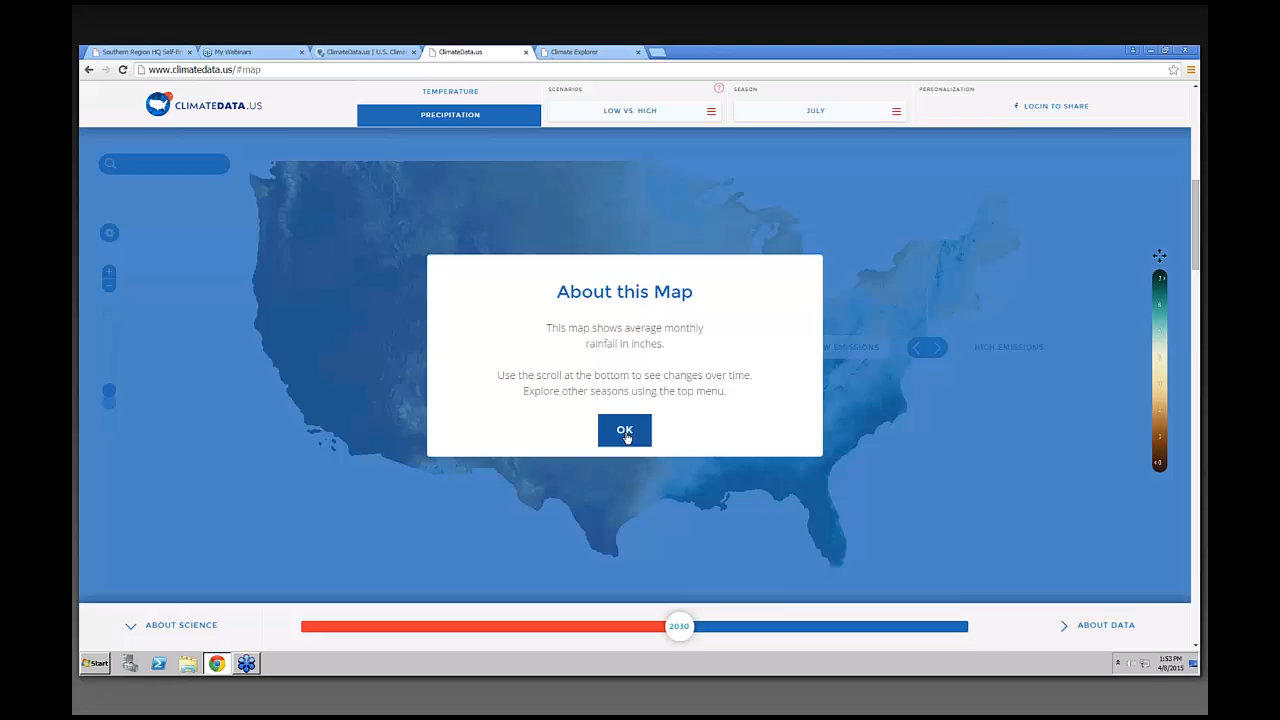 Southern Region HQ Self-Br
My Webinars
ClimateData.us | U.S. Clima
ClimateData.us
Climate Explorer
www.climatedata.us/#map
CLIMATEDATA.US
TEMPERATURE
PRECIPITATION
SCENARIOS
LOW VS. HIGH
SEASON
JULY
PERSONALIZATION
LOGIN TO SHARE
About this Map
This map shows average monthly
rainfall in inches.
Use the scroll at the bottom to see changes over time.
Explore other seasons using the top menu.
OK
EMISSIONS
HIGH EMISSIONS
ABOUT SCIENCE
2030
ABOUT DATA
Start
1:53 PM
4/8/2015